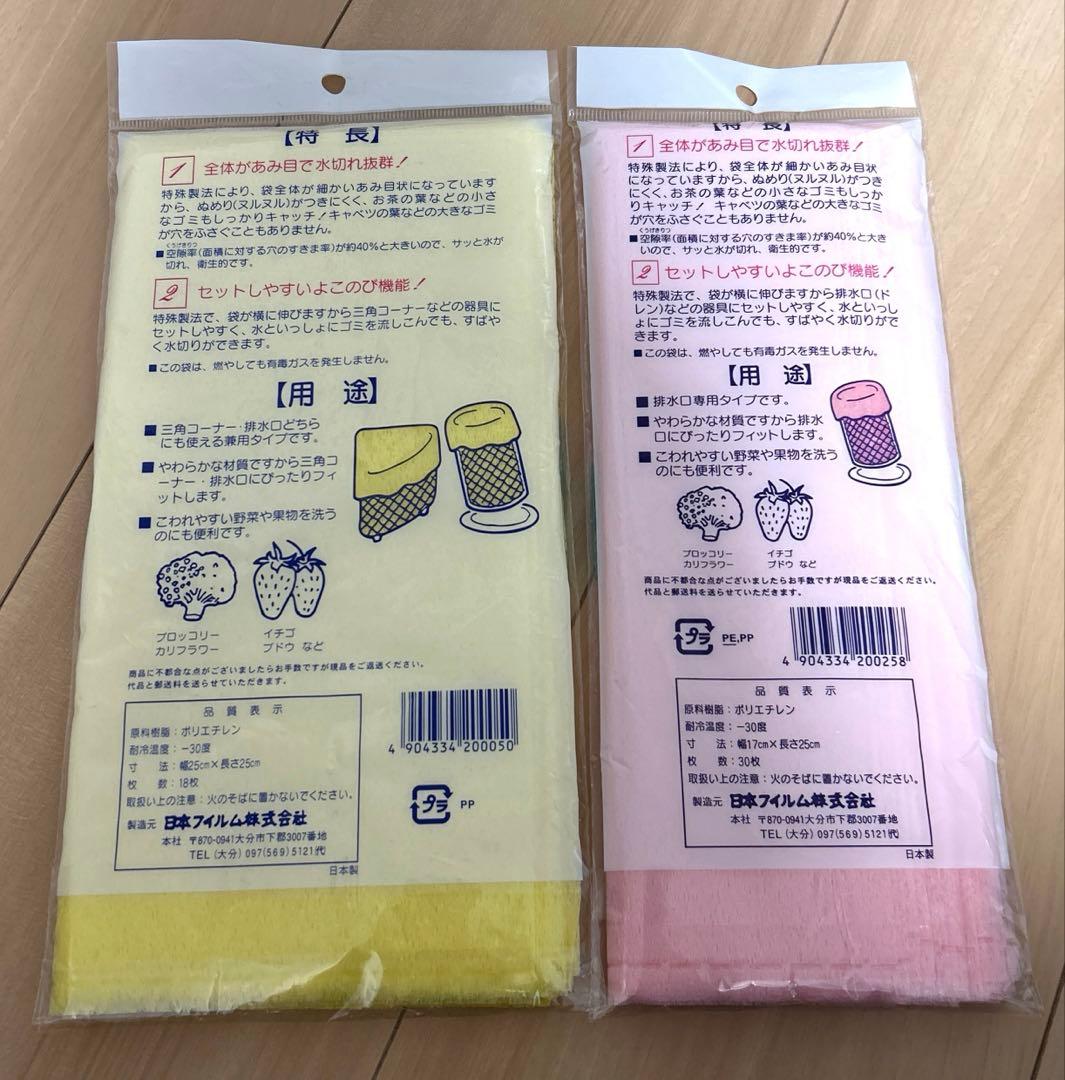 【特 長】
1 全体があみ目で水切れ抜群！
特殊製法により、袋全体が細かいあみ目状になっています
から、ぬめり(ヌルヌル)がつきにくく、お茶の葉などの小さ
なゴミもしっかりキャッチ！キャベツの葉などの大きなゴミ
が穴をふさぐこともありません。
くうげきりつ
■空隙率(面積に対する穴のすきま率)が約40％と大きいので、サッと水が
切れ、衛生的です。
2 セットしやすいよこのび機能！
特殊製法で、袋が横に伸びますから三角コーナーなどの器具に
セットしやすく、水といっしょにゴミを流しこんでも、すばや
く水切りができます。
■この袋は、燃やしても有毒ガスを発生しません。
【用 途】
■三角コーナー・排水口どちら
にも使える兼用タイプです。
■やわらかな材質ですから三角コ
ーナー・排水口にぴったりフィ
ットします。
■こわれやすい野菜や果物を洗う
のにも便利です。
ブロッコリー
カリフラワー
イチゴ
ブドウ など
商品に不都合な点がございましたらお手数ですが現品をご返送ください。
代品と郵送料を送らせていただきます。
品質表示
原料樹脂：ポリエチレン
耐冷温度：−30度
寸　法：幅25cm×長さ25cm
枚　数：18枚
取扱い上の注意：火のそばに置かないでください。
製造元 日本フイルム株式会社
本社 〒870-0941大分市下郡3007番地
TEL (大分) 097(569)5121(代)
日本製
4 904334 200050
プラ PP
【特 長】
1 全体があみ目で水切れ抜群！
特殊製法により、袋全体が細かいあみ目状
になっていますから、ぬめり(ヌルヌル)がつき
にくく、お茶の葉などの小さなゴミもしっか
りキャッチ！ キャベツの葉などの大きなゴミ
が穴をふさぐこともありません。
くうげきりつ
■空隙率(面積に対する穴のすきま率)が約40％と大き
いので、サッと水が切れ、衛生的です。
2 セットしやすいよこのび機能！
特殊製法で、袋が横に伸びますから排水口(ド
レン)などの器具にセットしやすく、水といっし
ょにゴミを流しこんでも、すばやく水切りがで
きます。
■この袋は、燃やしても有毒ガスを発生しません。
【用 途】
■排水口専用タイプです。
■やわらかな材質ですから排水
口にぴったりフィットします。
■こわれやすい野菜や果物を洗う
のにも便利です。
ブロッコリー
カリフラワー
イチゴ
ブドウ など
商品に不都合な点がございましたらお手数ですが現品をご返送ください。
代品と郵送料を送らせていただきます。
プラ PE,PP
4 904334 200258
品質表示
原料樹脂：ポリエチレン
耐冷温度：−30度
寸　法：幅17cm×長さ25cm
枚　数：30枚
取扱い上の注意：火のそばに置かないでください。
製造元 日本フイルム株式会社
本社 〒870-0941大分市下郡3007番地
TEL (大分) 097(569)5121(代)
日本製